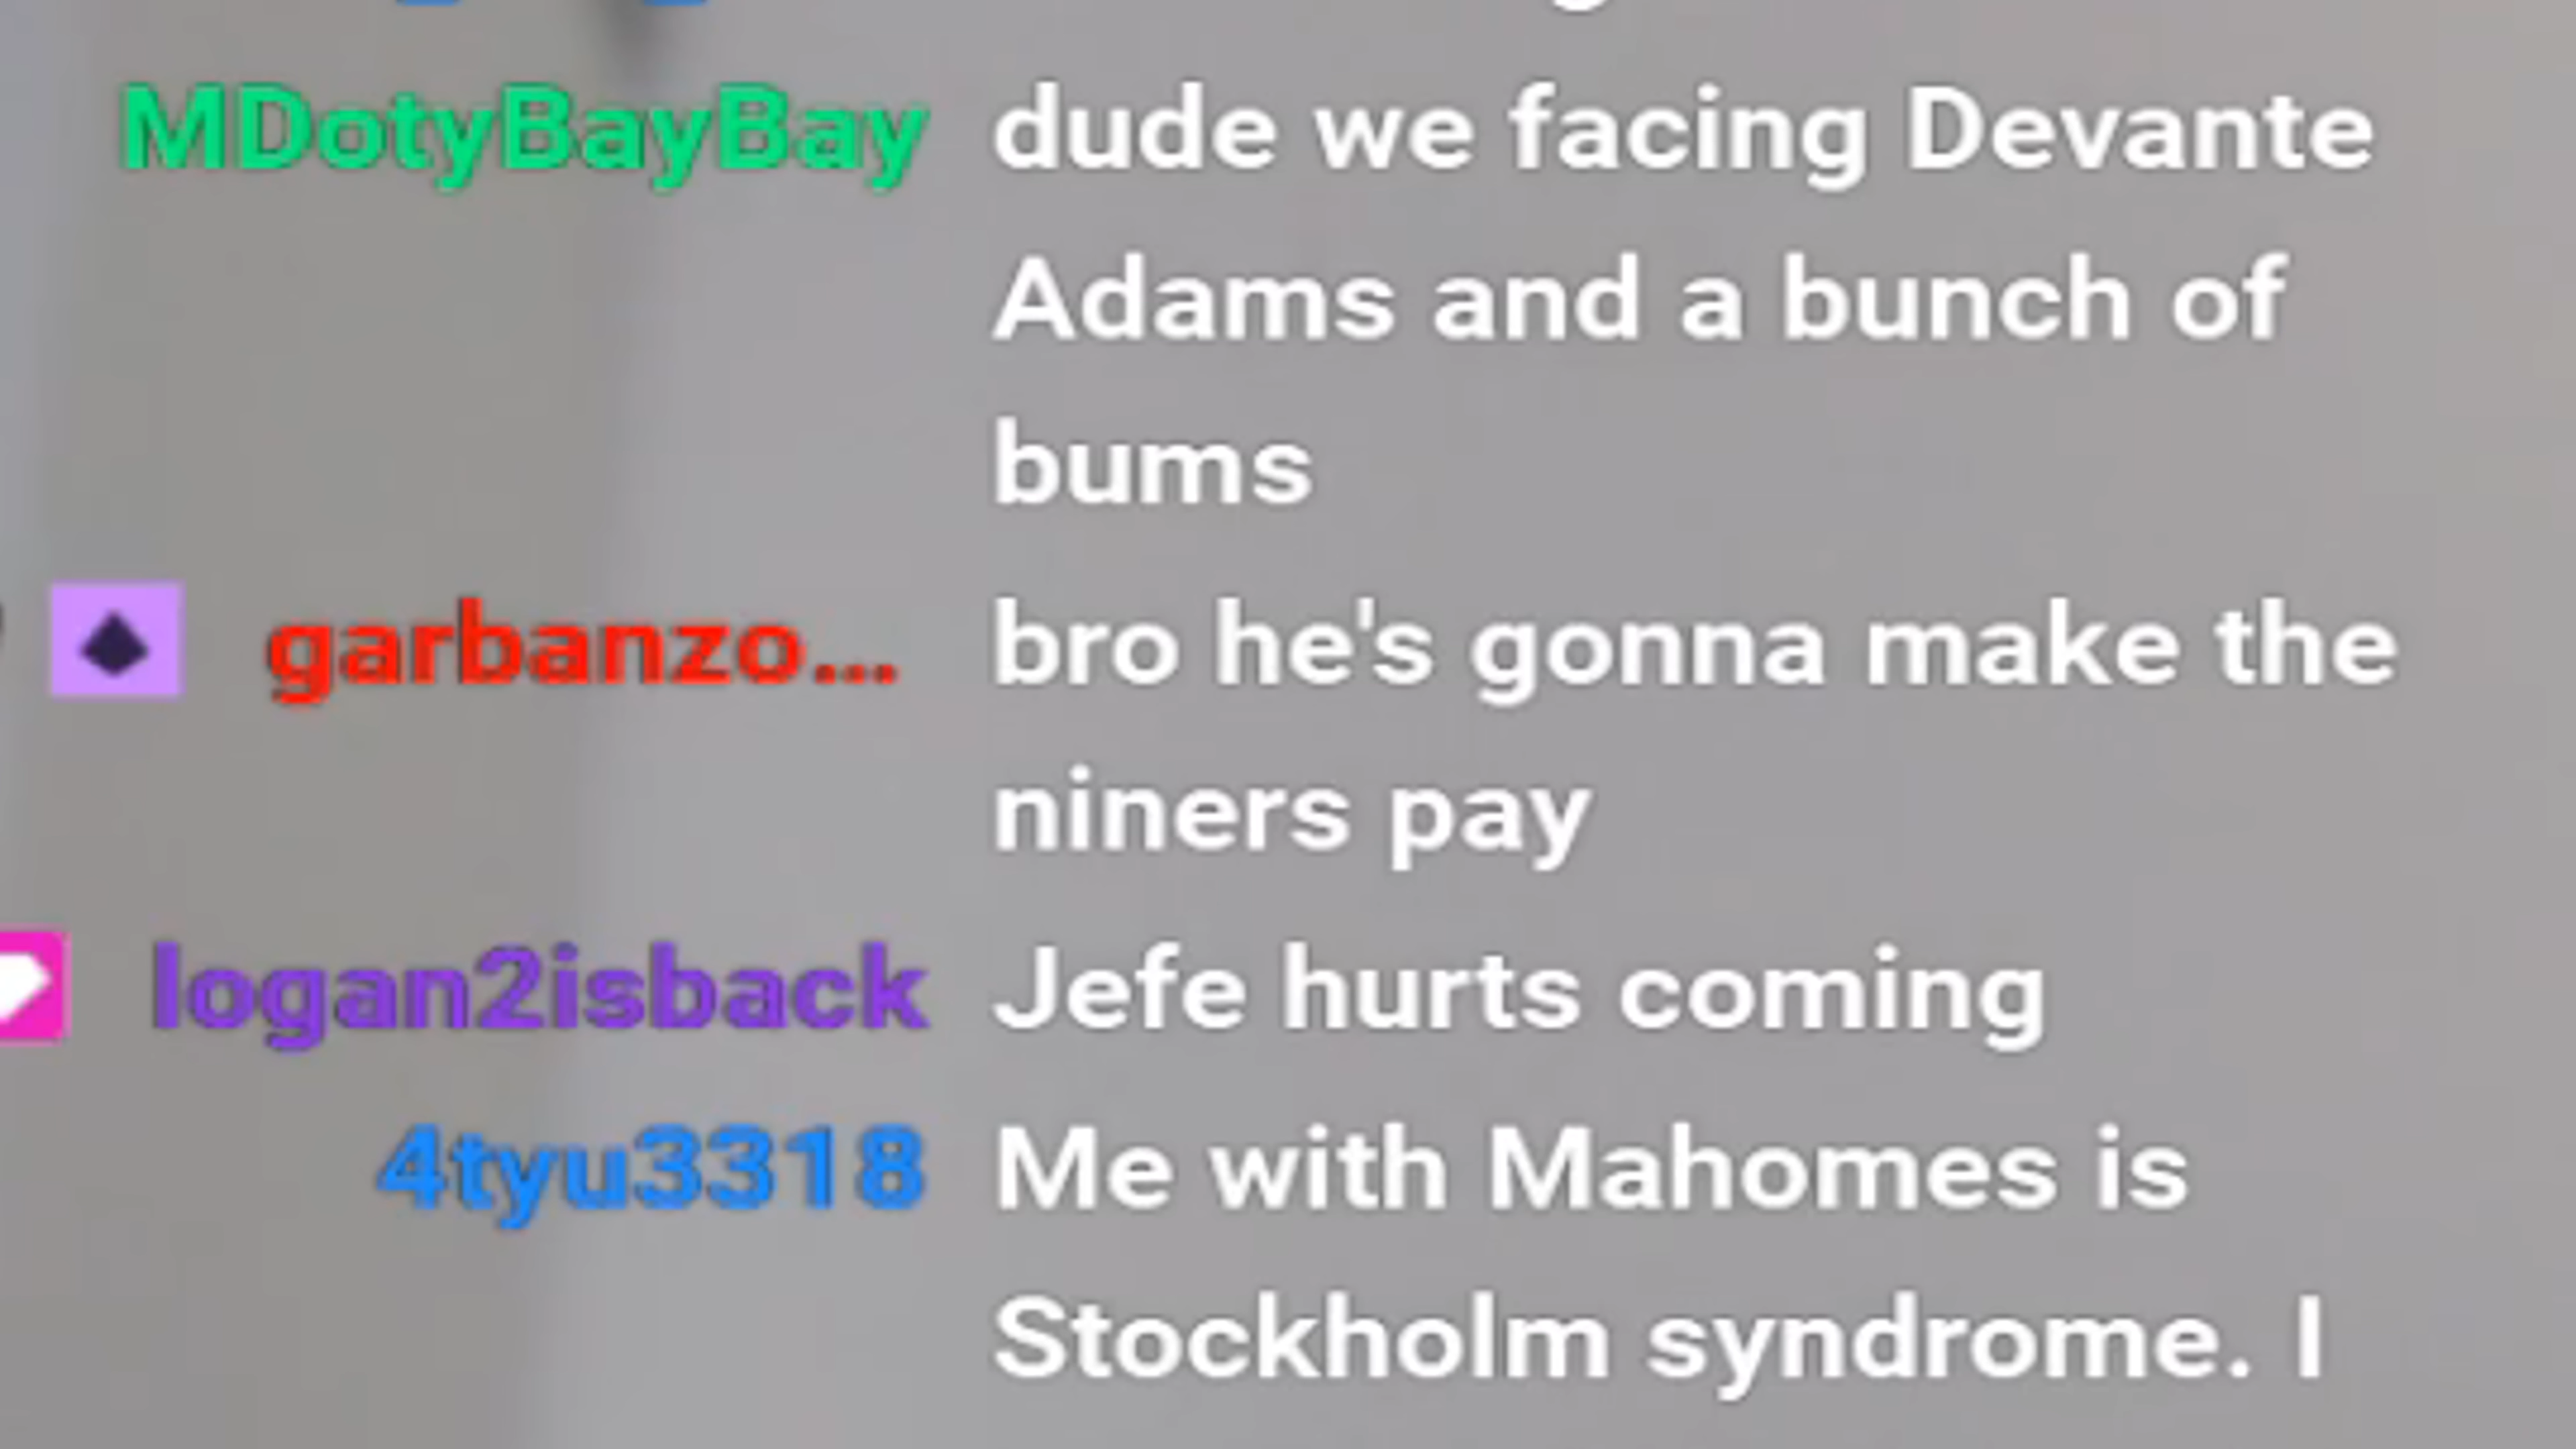 MDotyBayBay dude we facing Devante
Adams and a bunch of
bums
garbanzo... bro he's gonna make the
niners pay
logan2isback Jefe hurts coming
4tyu3318 Me with Mahomes is
Stockholm syndrome. I